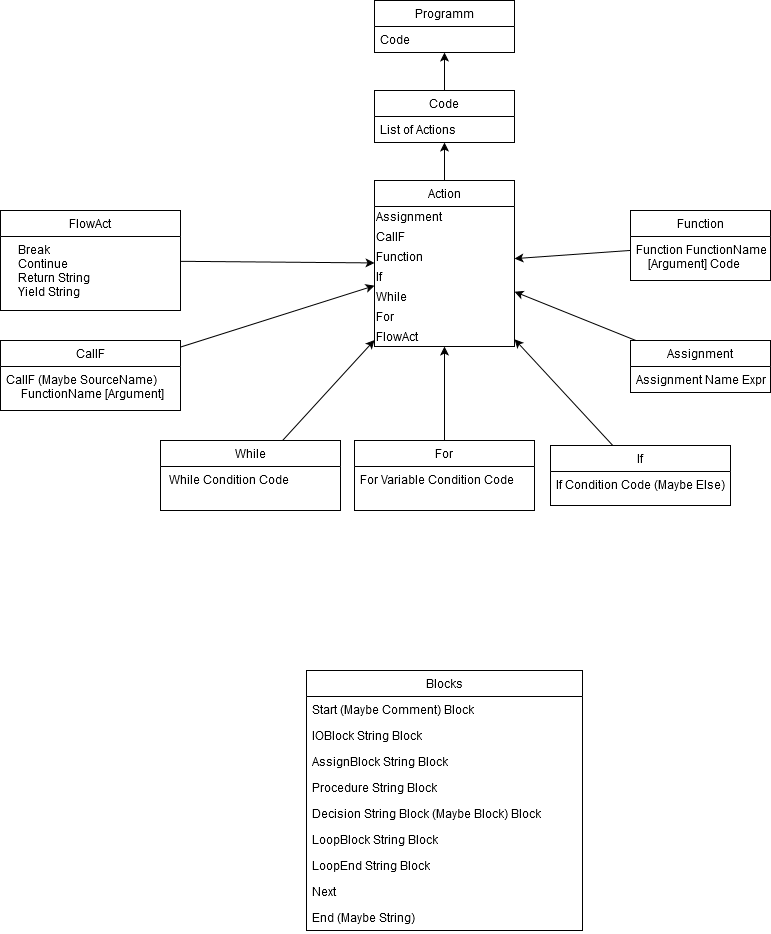 Programm
Code
Code
List of Actions
Action
Assignment
CallF
Function
If
While
For
FlowAct
FlowAct
Break
Continue
Return String
Yield String
Function
Function FunctionName
[Argument] Code
CallF
CallF (Maybe SourceName)
FunctionName [Argument]
Assignment
Assignment Name Expr
While
While Condition Code
For
For Variable Condition Code
If
If Condition Code (Maybe Else)
Blocks
Start (Maybe Comment) Block
IOBlock String Block
AssignBlock String Block
Procedure String Block
Decision String Block (Maybe Block) Block
LoopBlock String Block
LoopEnd String Block
Next
End (Maybe String)